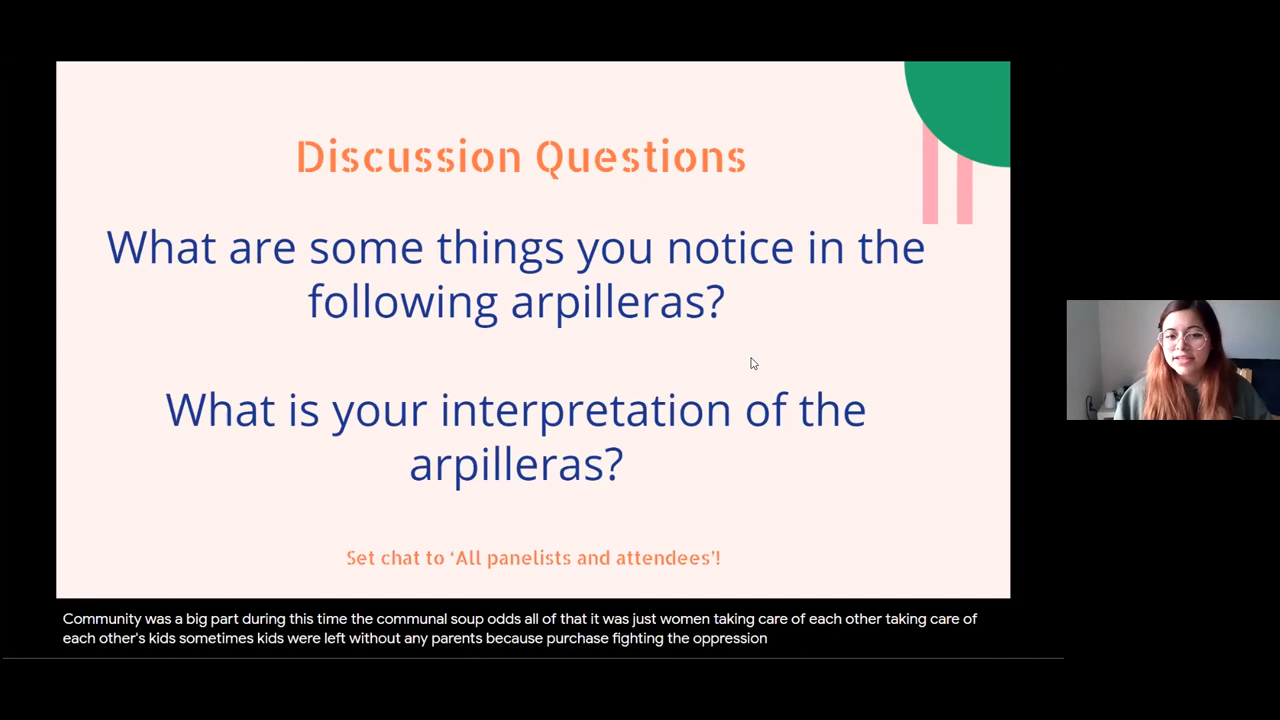 Discussion Questions
What are some things you notice in the
following arpilleras?
What is your interpretation of the
arpilleras?
Set chat to ‘All panelists and attendees’!
Community was a big part during this time the communal soup odds all of that it was just women taking care of each other taking care of
each other's kids sometimes kids were left without any parents because purchase fighting the oppression